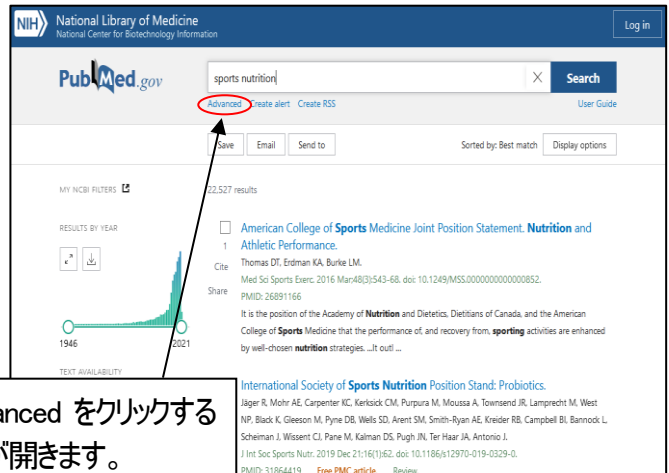 NIH National Library of Medicine
National Center for Biotechnology Information
Log in
PubMed.gov
sports nutrition
X
Search
Advanced Create alert Create RSS
User Guide
Save Email Send to
Sorted by: Best match Display options
MY NCBI FILTERS
22,527 results
RESULTS BY YEAR
1946 2021
TEXT AVAILABILITY
1
Cite
Share
American College of Sports Medicine Joint Position Statement. Nutrition and
Athletic Performance.
Thomas DT, Erdman KA, Burke LM.
Med Sci Sports Exerc. 2016 Mar;48(3):543-68. doi: 10.1249/MSS.0000000000000852.
PMID: 26891166
It is the position of the Academy of Nutrition and Dietetics, Dietitians of Canada, and the American
College of Sports Medicine that the performance of, and recovery from, sporting activities are enhanced
by well-chosen nutrition strategies. ...It outl ...
International Society of Sports Nutrition Position Stand: Probiotics.
Jäger R, Mohr AE, Carpenter KC, Kerksick CM, Purpura M, Moussa A, Townsend JR, Lamprecht M, West
NP, Black K, Gleeson M, Pyne DB, Wells SD, Arent SM, Smith-Ryan AE, Kreider RB, Campbell BI, Bannock L,
Scheiman J, Wissent CJ, Pane M, Kalman DS, Pugh JN, Ter Haar JA, Antonio J.
J Int Soc Sports Nutr. 2019 Dec 21;16(1):62. doi: 10.1186/s12970-019-0329-0.
PMID: 31864419 Free PMC article Review.
anced をクリックする
が開きます。